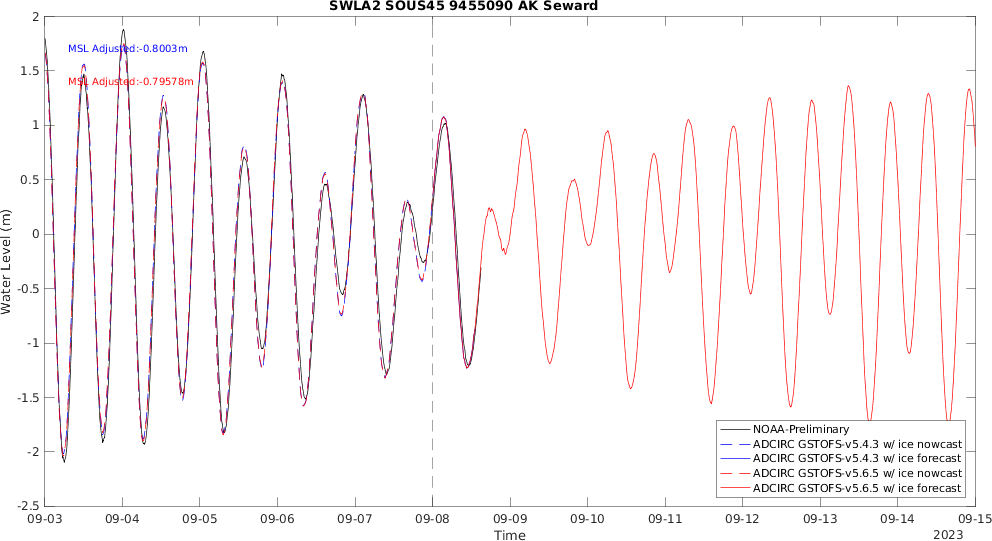 SWLA2 SOUS45 9455090 AK Seward
MSL Adjusted:-0.8003m
MSL Adjusted:-0.79578m
2
1.5
1
0.5
0
-0.5
-1
-1.5
-2
-2.5
Water Level (m)
NOAA-Preliminary
ADCIRC GSTOFS-v5.4.3 w/ ice nowcast
ADCIRC GSTOFS-v5.4.3 w/ ice forecast
ADCIRC GSTOFS-v5.6.5 w/ ice nowcast
ADCIRC GSTOFS-v5.6.5 w/ ice forecast
09-03 09-04 09-05 09-06 09-07 09-08 09-09 09-10 09-11 09-12 09-13 09-14 09-15
Time
2023